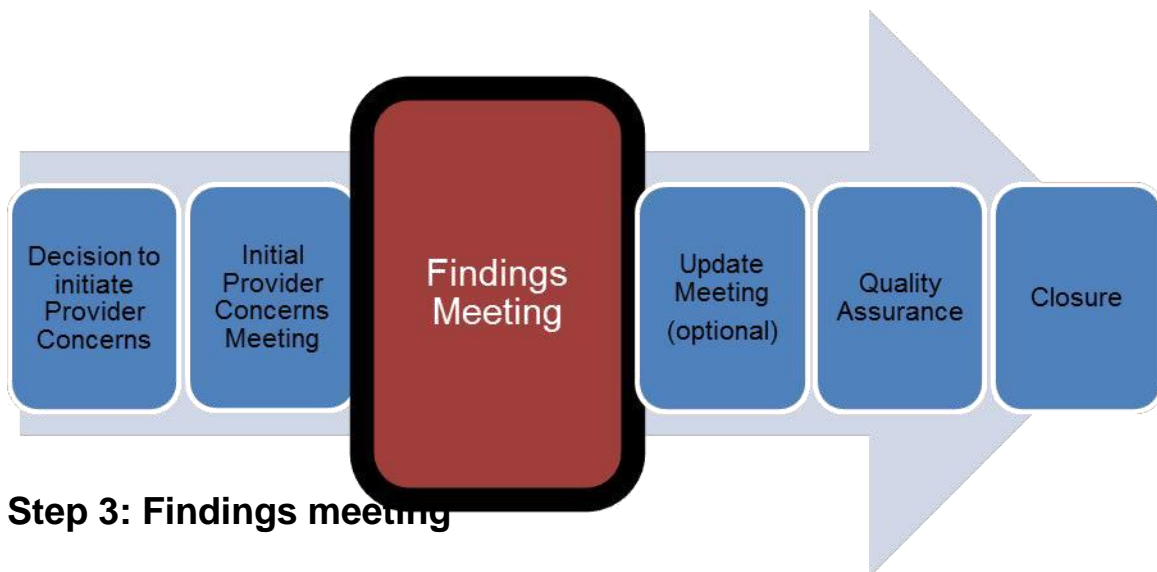 Decision to
initiate
Provider
Concerns
Initial
Provider
Concerns
Meeting
Findings
Meeting
Update
Meeting
(optional)
Quality
Assurance
Closure
Step 3: Findings meeting